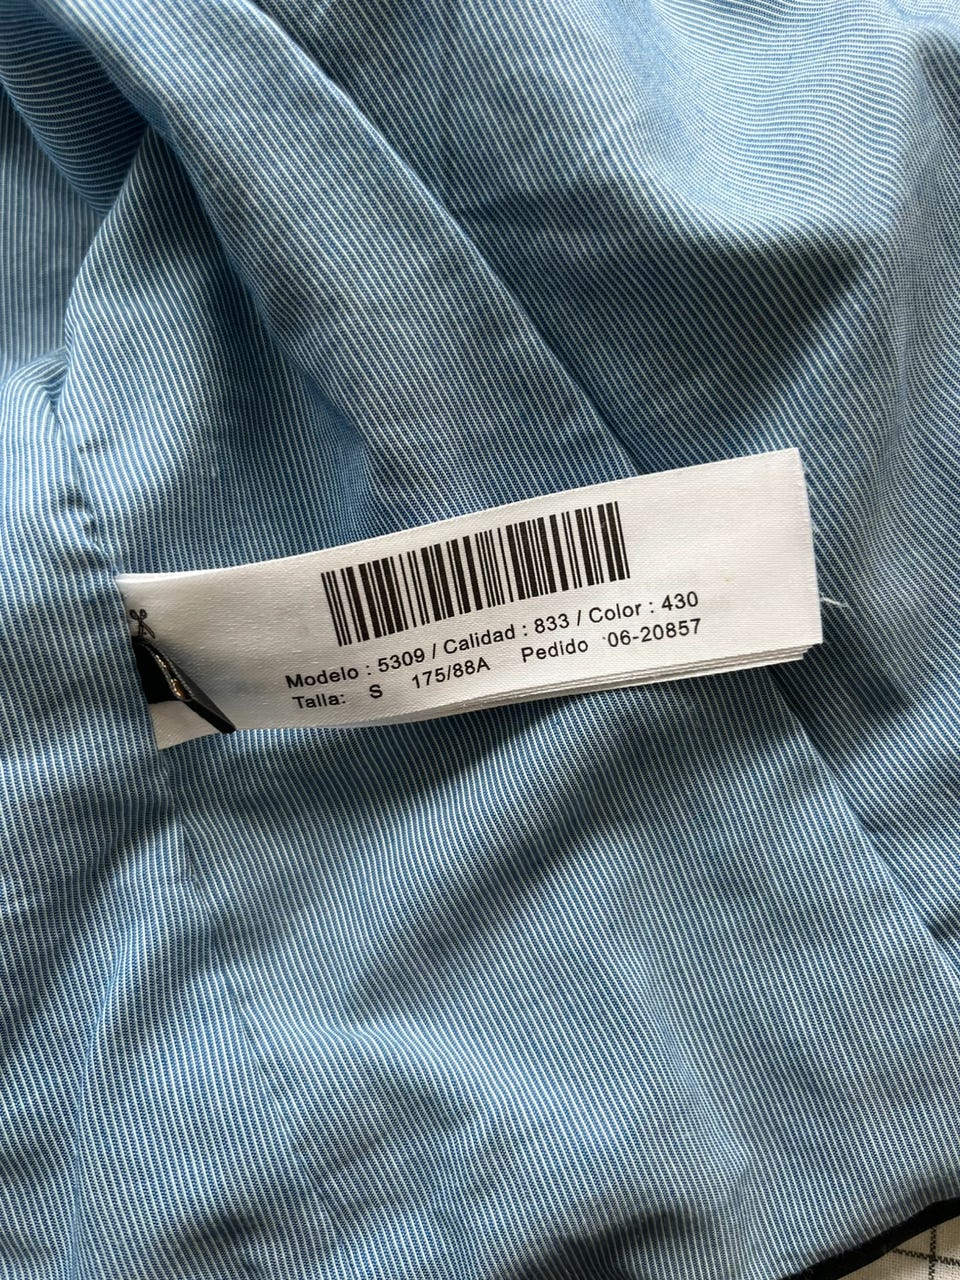 Modelo : 5309 / Calidad : 833 / Color : 430
Talla: S 175/88A Pedido 06-20857